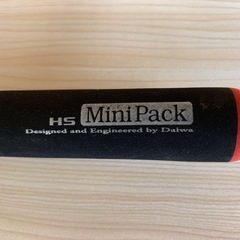 HS MiniPack
Designed and Engineered by Daiwa